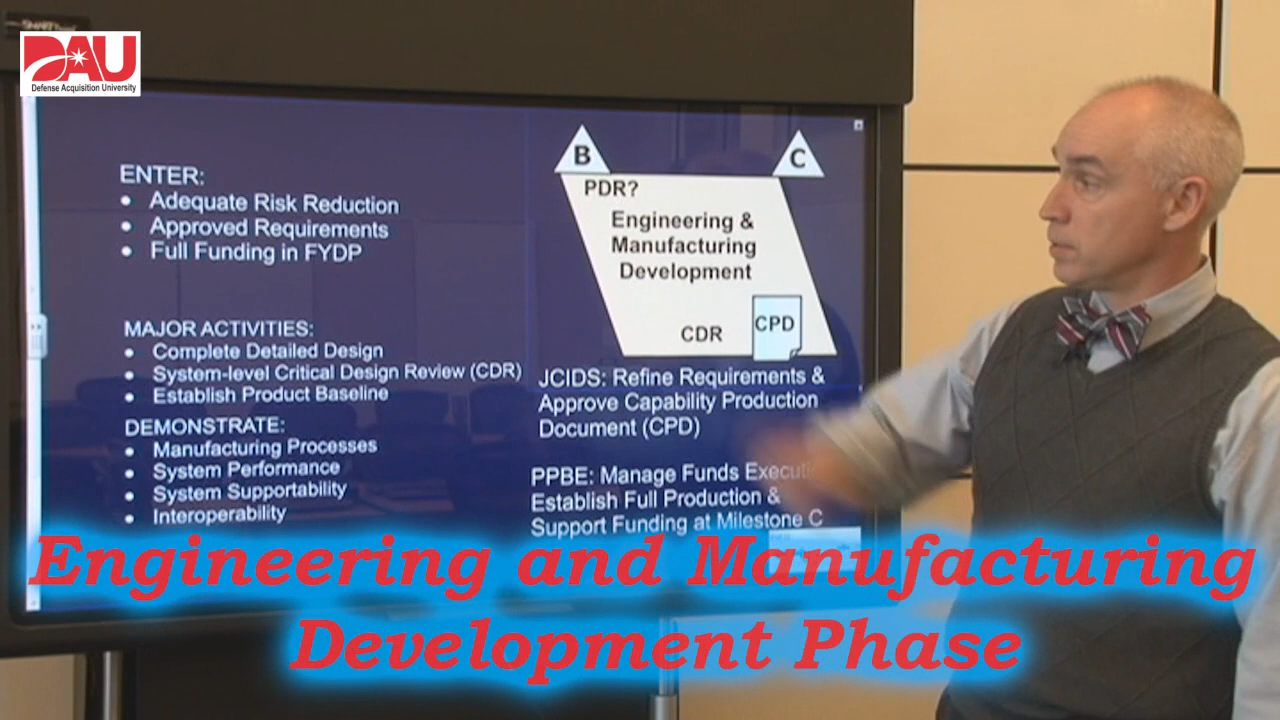 SMART
DAU
Defense Acquisition University
ENTER:
• Adequate Risk Reduction
• Approved Requirements
• Full Funding in FYDP
MAJOR ACTIVITIES:
• Complete Detailed Design
• System-level Critical Design Review (CDR)
• Establish Product Baseline
DEMONSTRATE:
• Manufacturing Processes
• System Performance
• System Supportability
• Interoperability
B
C
PDR?
Engineering &
Manufacturing
Development
CDR
CPD
JCIDS: Refine Requirements &
Approve Capability Production
Document (CPD)
PPBE: Manage Funds
Establish Full Production &
Support Funding at Milestone C
Engineering and Manufacturing
Development Phase